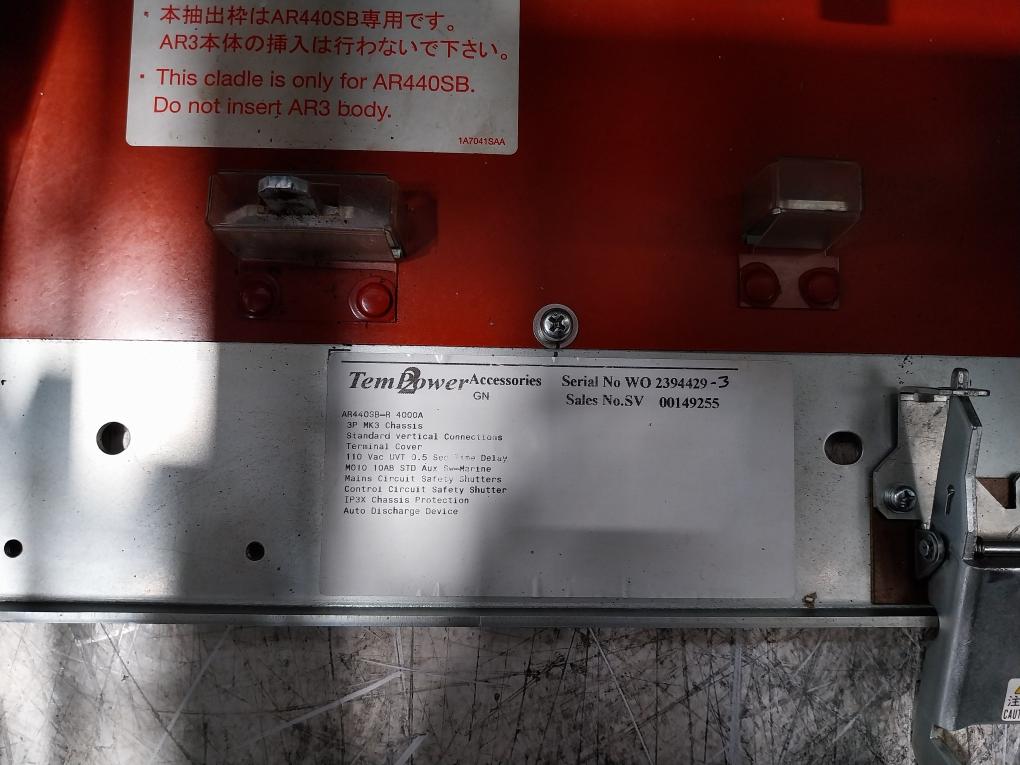 ・本抽出枠はAR440SB専用です。
AR3本体の挿入は行わないで下さい。
・This cladle is only for AR440SB.
Do not insert AR3 body.
1A7041SAA
TemPower2 Accessories Serial No WO 2394429-3
GN Sales No.SV 00149255
AR440SB-R 4000A
3P MK3 Chassis
Standard Vertical Connections
Terminal Cover
110 Vac UVT 0.5 Sec Time Delay
MO10 10AB STD Aux Sw-Marine
Mains Circuit Safety Shutters
Control Circuit Safety Shutter
IP3X Chassis Protection
Auto Discharge Device
注